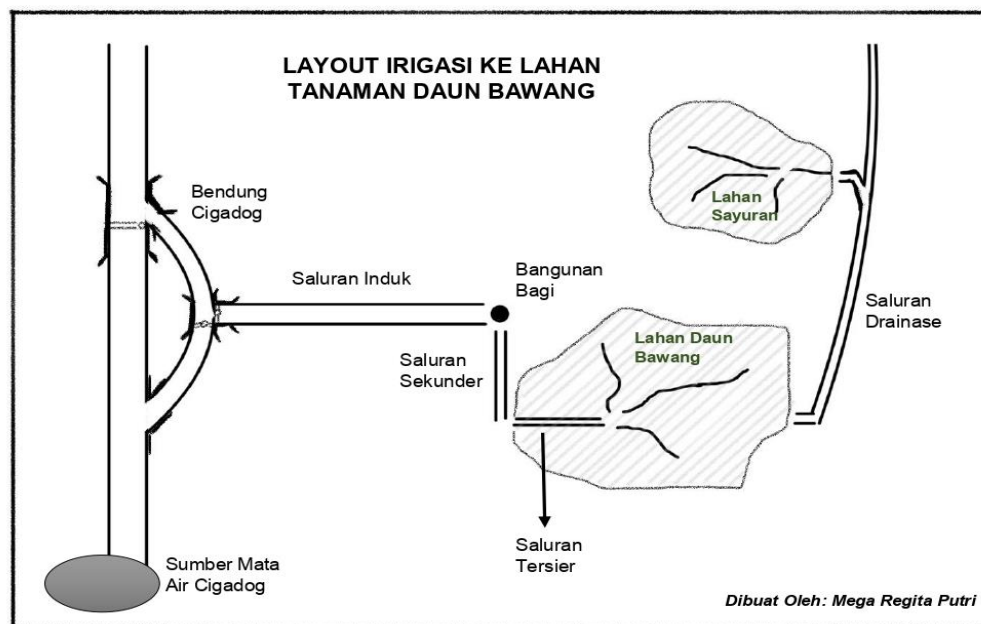 LAYOUT IRIGASI KE LAHAN
TANAMAN DAUN BAWANG
Bendung
Cigadog
Lahan
Sayuran
Saluran Induk
Bangunan
Bagi
Saluran
Drainase
Lahan Daun
Bawang
Saluran
Sekunder
Saluran
Tersier
Sumber Mata
Air Cigadog
Dibuat Oleh: Mega Regita Putri